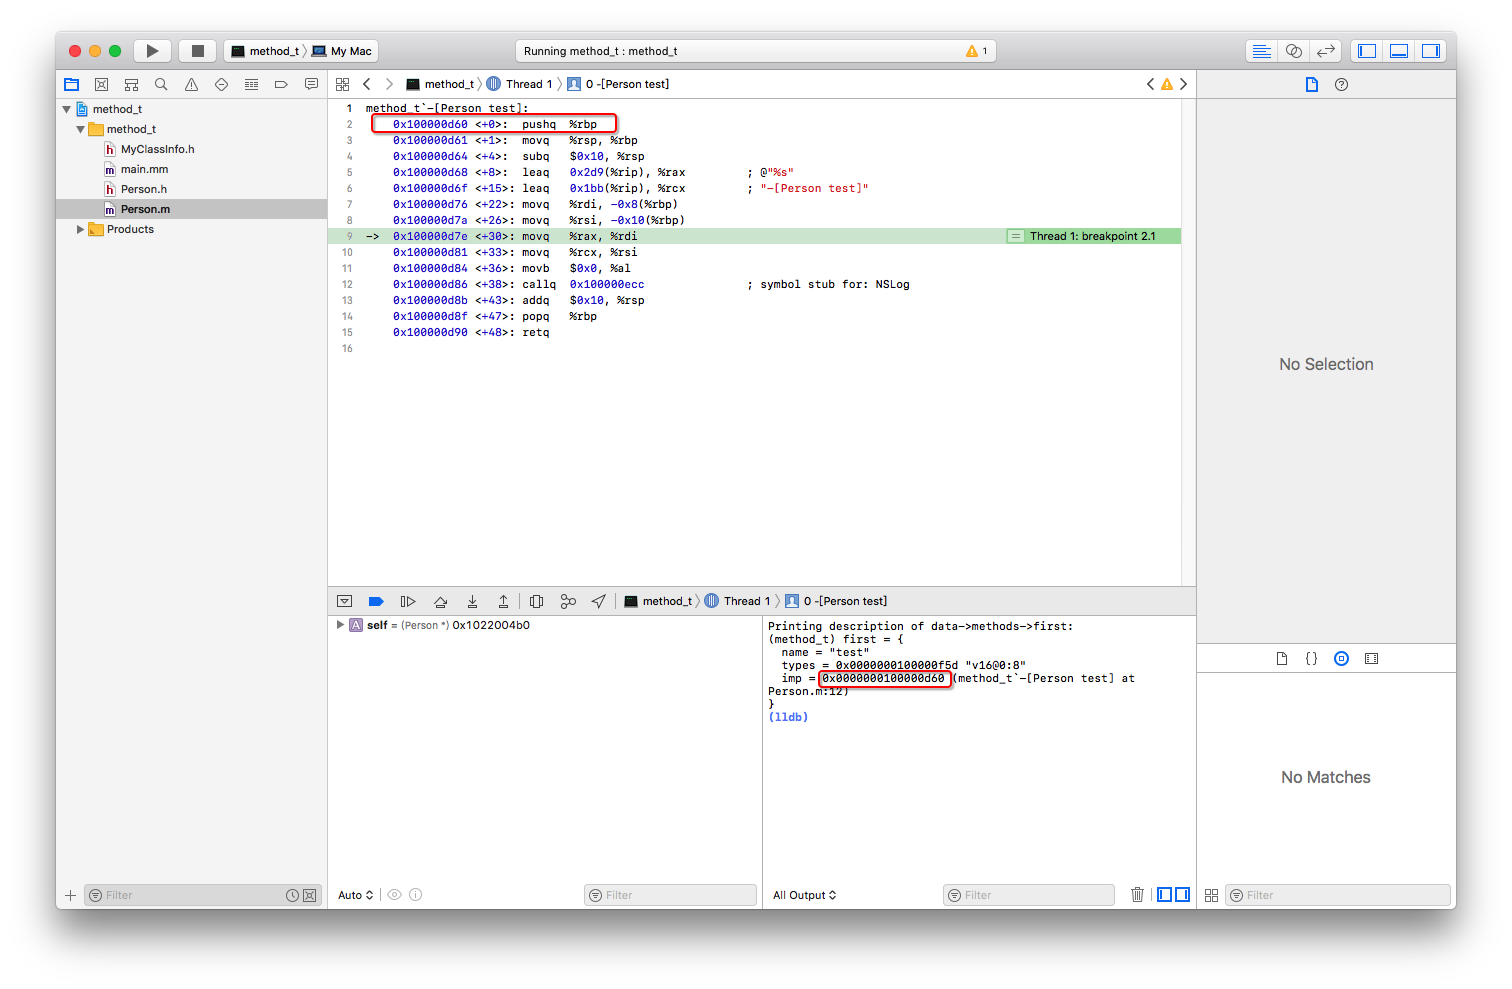 method_t
My Mac
Running method_t : method_t
1
method_t
Thread 1
0 -[Person test]
method_t
method_t
MyClassInfo.h
main.mm
Person.h
Person.m
Products
1 method_t`-[Person test]:
2 0x100000d60 <+0>: pushq %rbp
3 0x100000d61 <+1>: movq %rsp, %rbp
4 0x100000d64 <+4>: subq $0x10, %rsp
5 0x100000d68 <+8>: leaq 0x2d9(%rip), %rax ; @"%s"
6 0x100000d6f <+15>: leaq 0x1bb(%rip), %rcx ; "-[Person test]"
7 0x100000d76 <+22>: movq %rdi, -0x8(%rbp)
8 0x100000d7a <+26>: movq %rsi, -0x10(%rbp)
9 -> 0x100000d7e <+30>: movq %rax, %rdi = Thread 1: breakpoint 2.1
10 0x100000d81 <+33>: movq %rcx, %rsi
11 0x100000d84 <+36>: movb $0x0, %al
12 0x100000d86 <+38>: callq 0x100000ecc ; symbol stub for: NSLog
13 0x100000d8b <+43>: addq $0x10, %rsp
14 0x100000d8f <+47>: popq %rbp
15 0x100000d90 <+48>: retq
16
No Selection
method_t
Thread 1
0 -[Person test]
A self = (Person *) 0x1022004b0
Printing description of data->methods->first:
(method_t) first = {
name = "test"
types = 0x0000000100000f5d "v16@0:8"
imp = 0x0000000100000d60 (method_t`-[Person test] at
Person.m:12)
}
(lldb)
No Matches
Filter
Auto
Filter
All Output
Filter
Filter